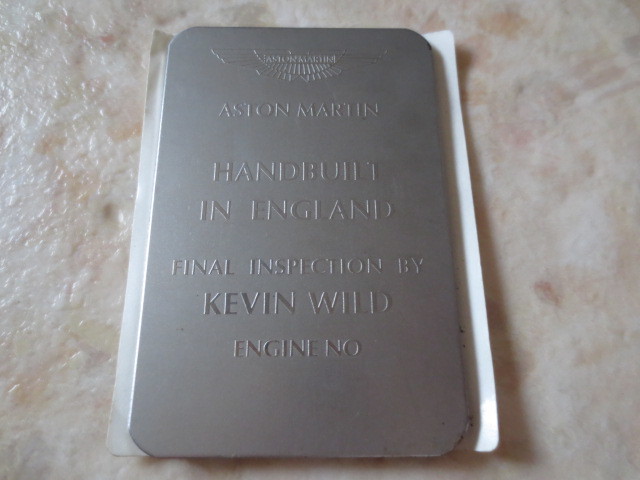 ASTON MARTIN
ASTON MARTIN
HANDBUILT
IN ENGLAND
FINAL INSPECTION BY
KEVIN WILD
ENGINE NO